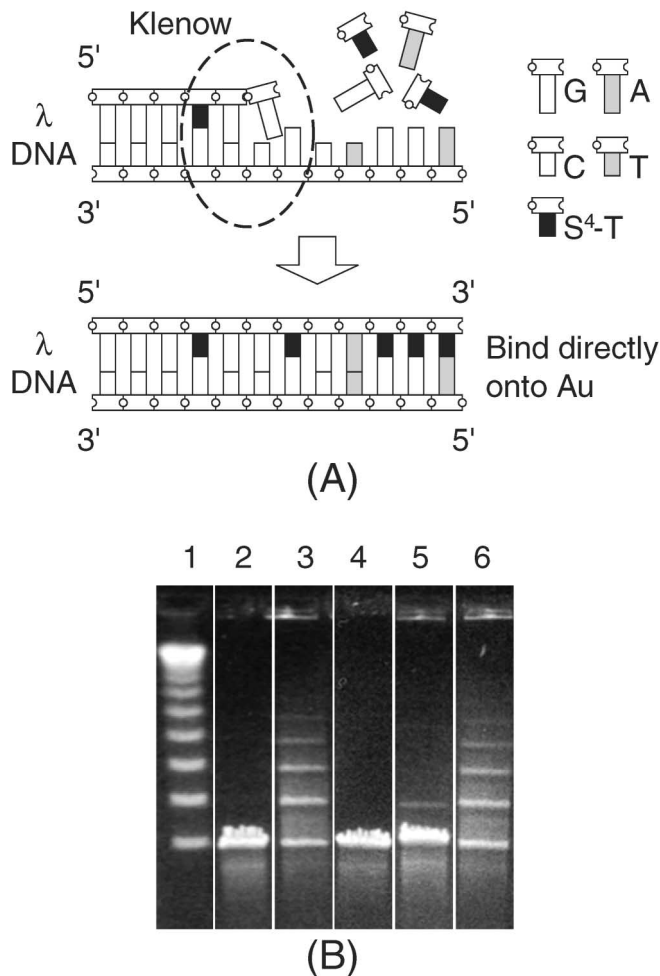 Klenow
5'
λ
DNA
3'
5'
G
A
C
T
S⁴-T
5'
3'
λ
DNA
Bind directly
onto Au
3'
5'
(A)
1 2 3 4 5 6
(B)